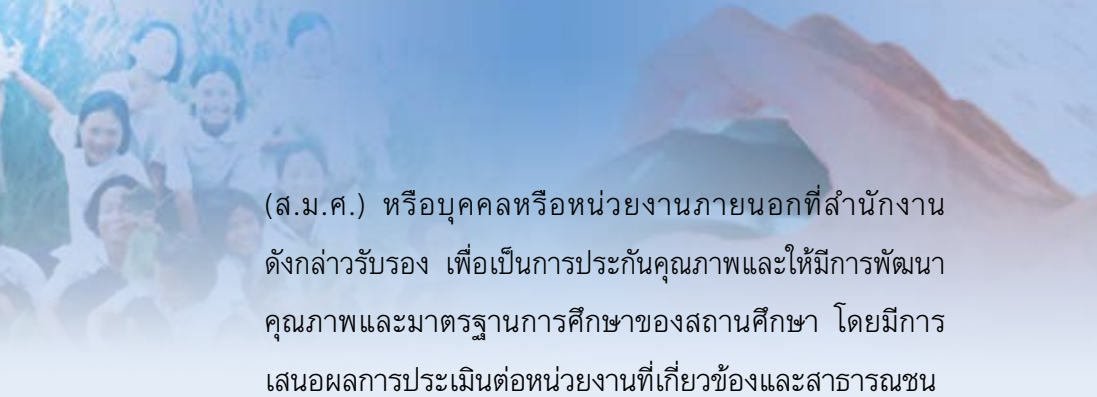 (ส.ม.ศ.) หรือบุคคลหรือหน่วยงานภายนอกที่สำนักงาน
ดังกล่าวรับรอง เพื่อเป็นการประกันคุณภาพและให้มีการพัฒนา
คุณภาพและมาตรฐานการศึกษาของสถานศึกษา โดยมีการ
เสนอผลการประเมินต่อหน่วยงานที่เกี่ยวข้องและสาธารณชน